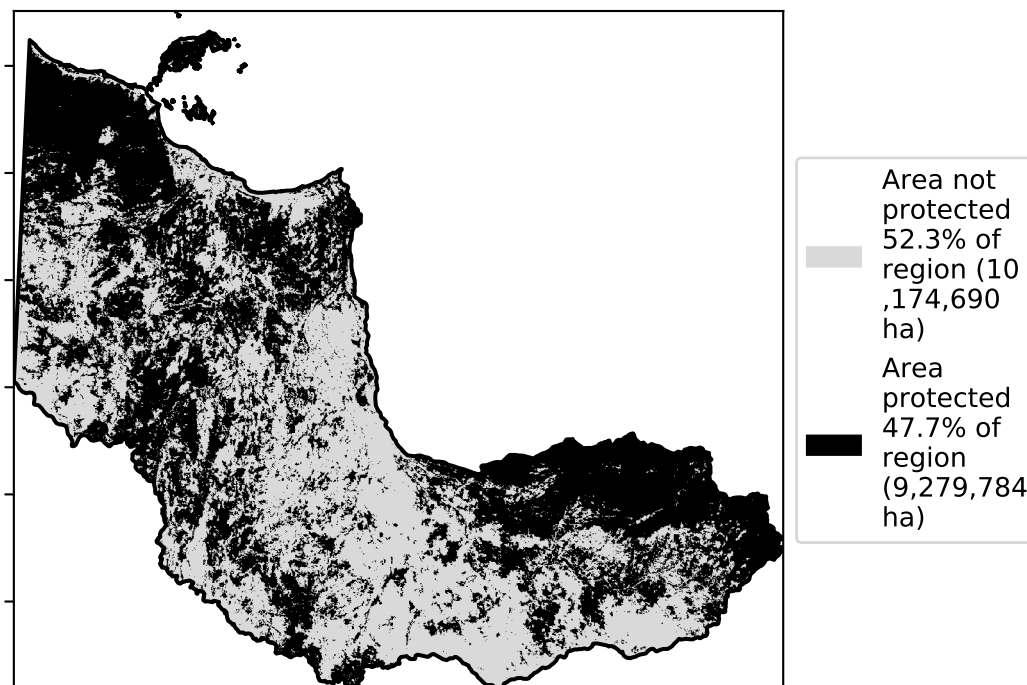 Area not
protected
52.3% of
region (10
,174,690
ha)
Area
protected
47.7% of
region
(9,279,784
ha)